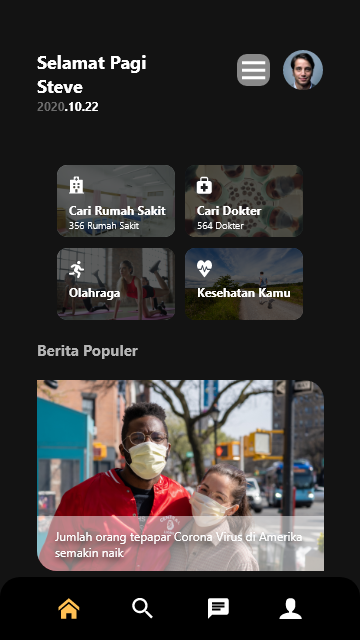 Selamat Pagi
Steve
2020.10.22
Cari Rumah Sakit
356 Rumah Sakit
Cari Dokter
564 Dokter
Olahraga
Kesehatan Kamu
Berita Populer
Jumlah orang tepapar Corona Virus di Amerika
semakin naik